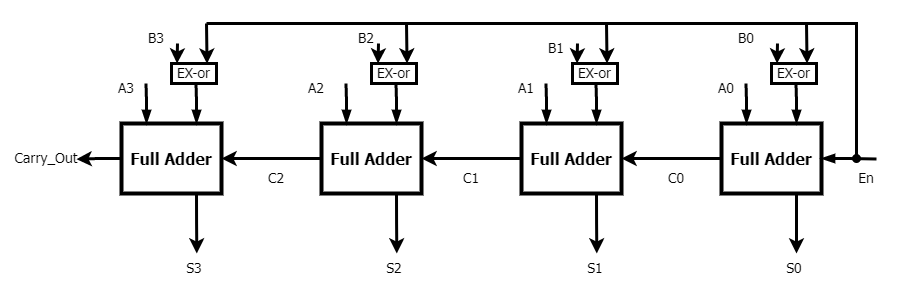 B3 B2 B1 B0
EX-or EX-or EX-or EX-or
A3 A2 A1 A0
Carry_Out Full Adder Full Adder Full Adder Full Adder
C2 C1 C0 En
S3 S2 S1 S0